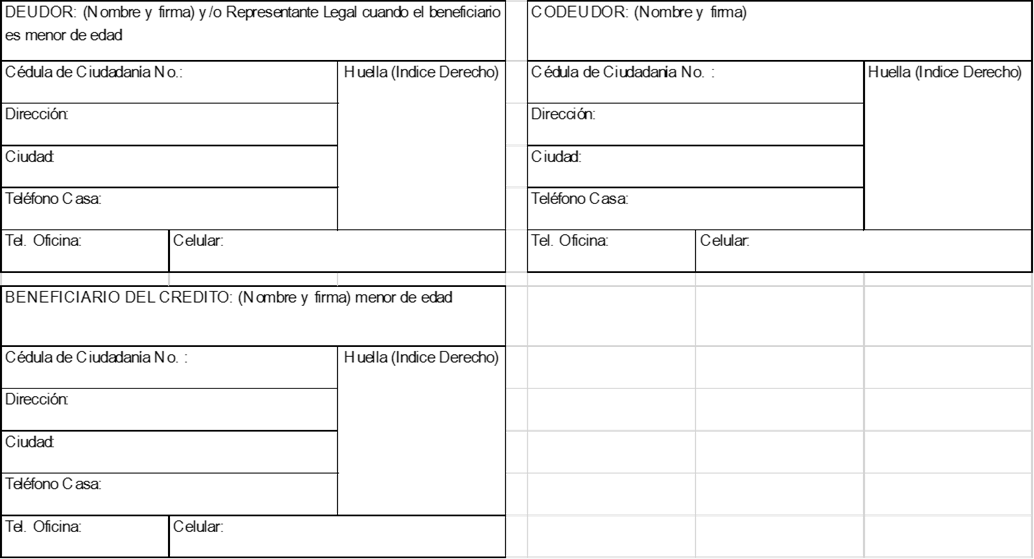 DEUDOR: (Nombre y firma) y/o Representante Legal cuando el beneficiario
es menor de edad
Cédula de Ciudadanía No.:
Huella (Indice Derecho)
Dirección:
Ciudad:
Teléfono Casa:
Tel. Oficina:
Celular:
CODEUDOR: (Nombre y firma)
Cédula de Ciudadania No. :
Huella (Indice Derecho)
Dirección:
Ciudad:
Teléfono Casa:
Tel. Oficina:
Celular:
BENEFICIARIO DEL CREDITO: (Nombre y firma) menor de edad
Cédula de Ciudadanía No. :
Huella (Indice Derecho)
Dirección:
Ciudad:
Teléfono Casa:
Tel. Oficina:
Celular: